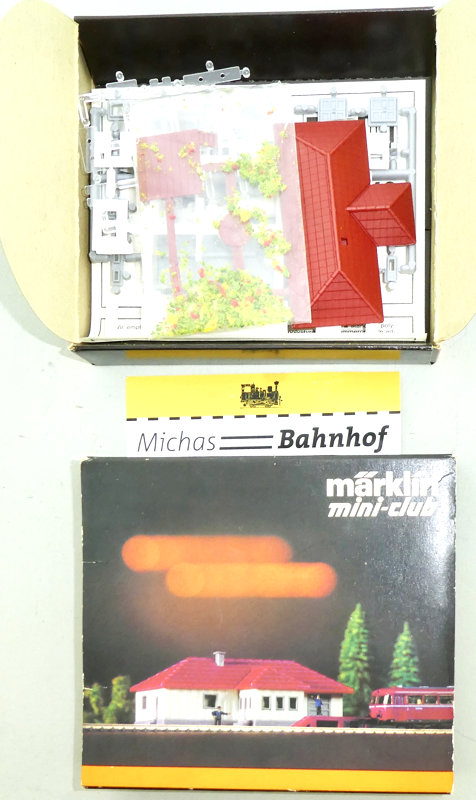 Michas Bahnhof
märklin
mini-club